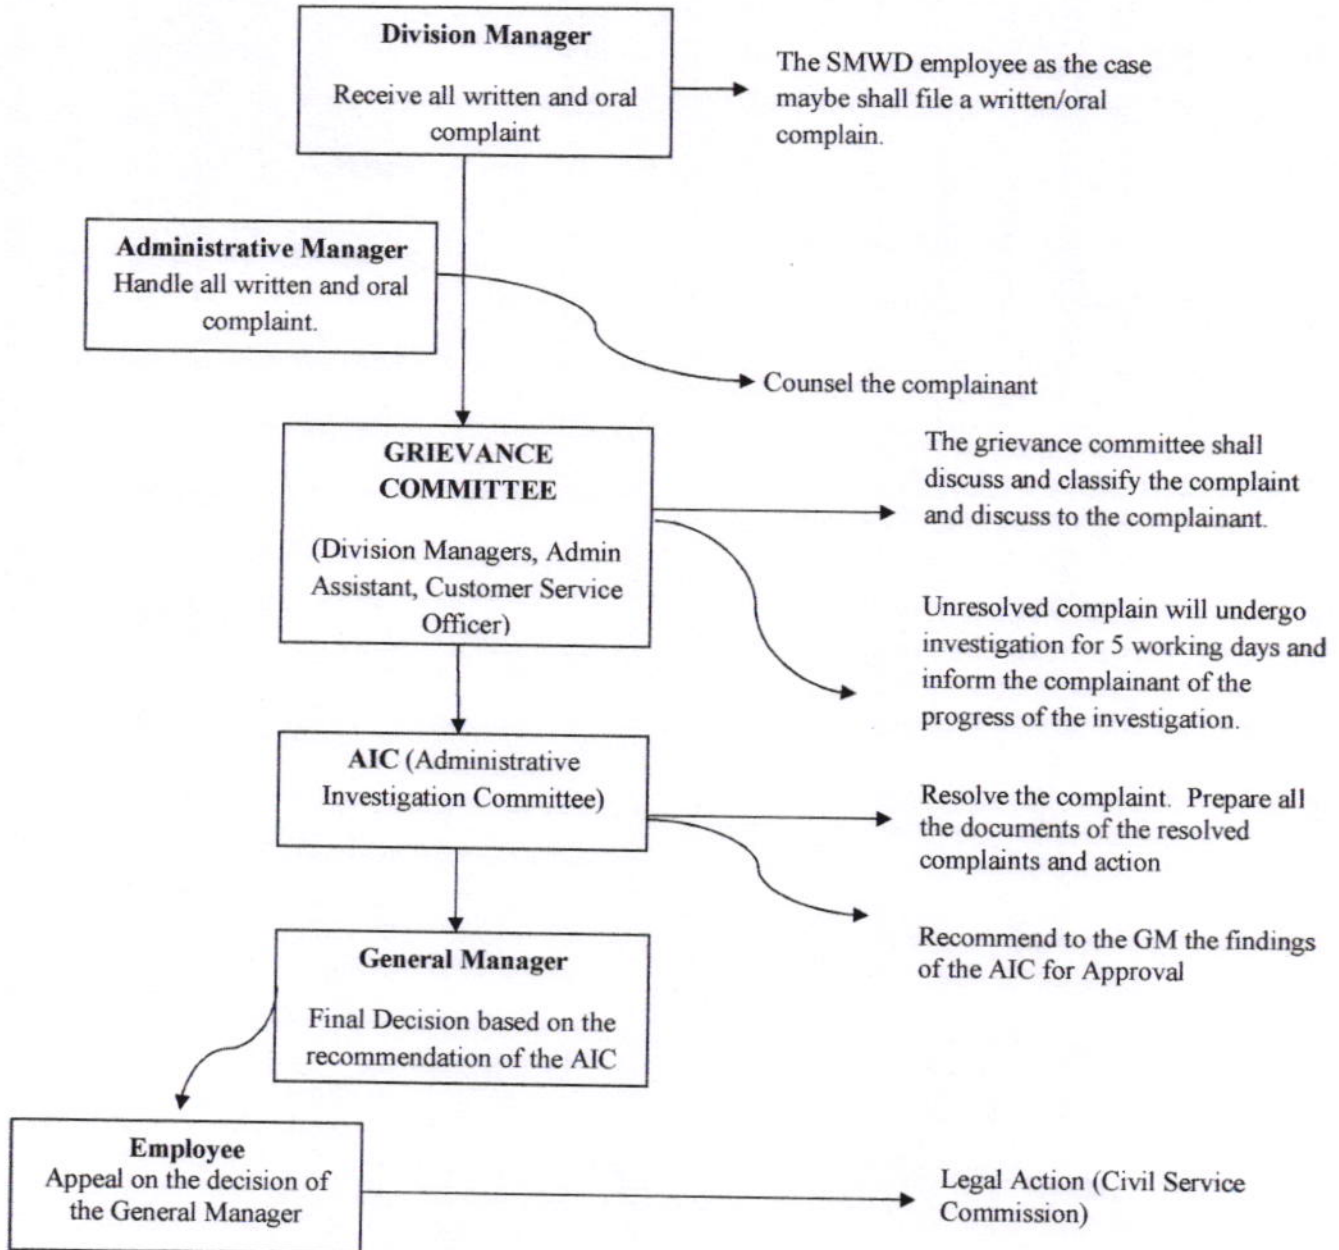 Division Manager
Receive all written and oral
complaint
The SMWD employee as the case
maybe shall file a written/oral
complain.
Administrative Manager
Handle all written and oral
complaint.
Counsel the complainant
GRIEVANCE
COMMITTEE
(Division Managers, Admin
Assistant, Customer Service
Officer)
The grievance committee shall
discuss and classify the complaint
and discuss to the complainant.
Unresolved complain will undergo
investigation for 5 working days and
inform the complainant of the
progress of the investigation.
AIC (Administrative
Investigation Committee)
Resolve the complaint. Prepare all
the documents of the resolved
complaints and action
Recommend to the GM the findings
of the AIC for Approval
General Manager
Final Decision based on the
recommendation of the AIC
Employee
Appeal on the decision of
the General Manager
Legal Action (Civil Service
Commission)